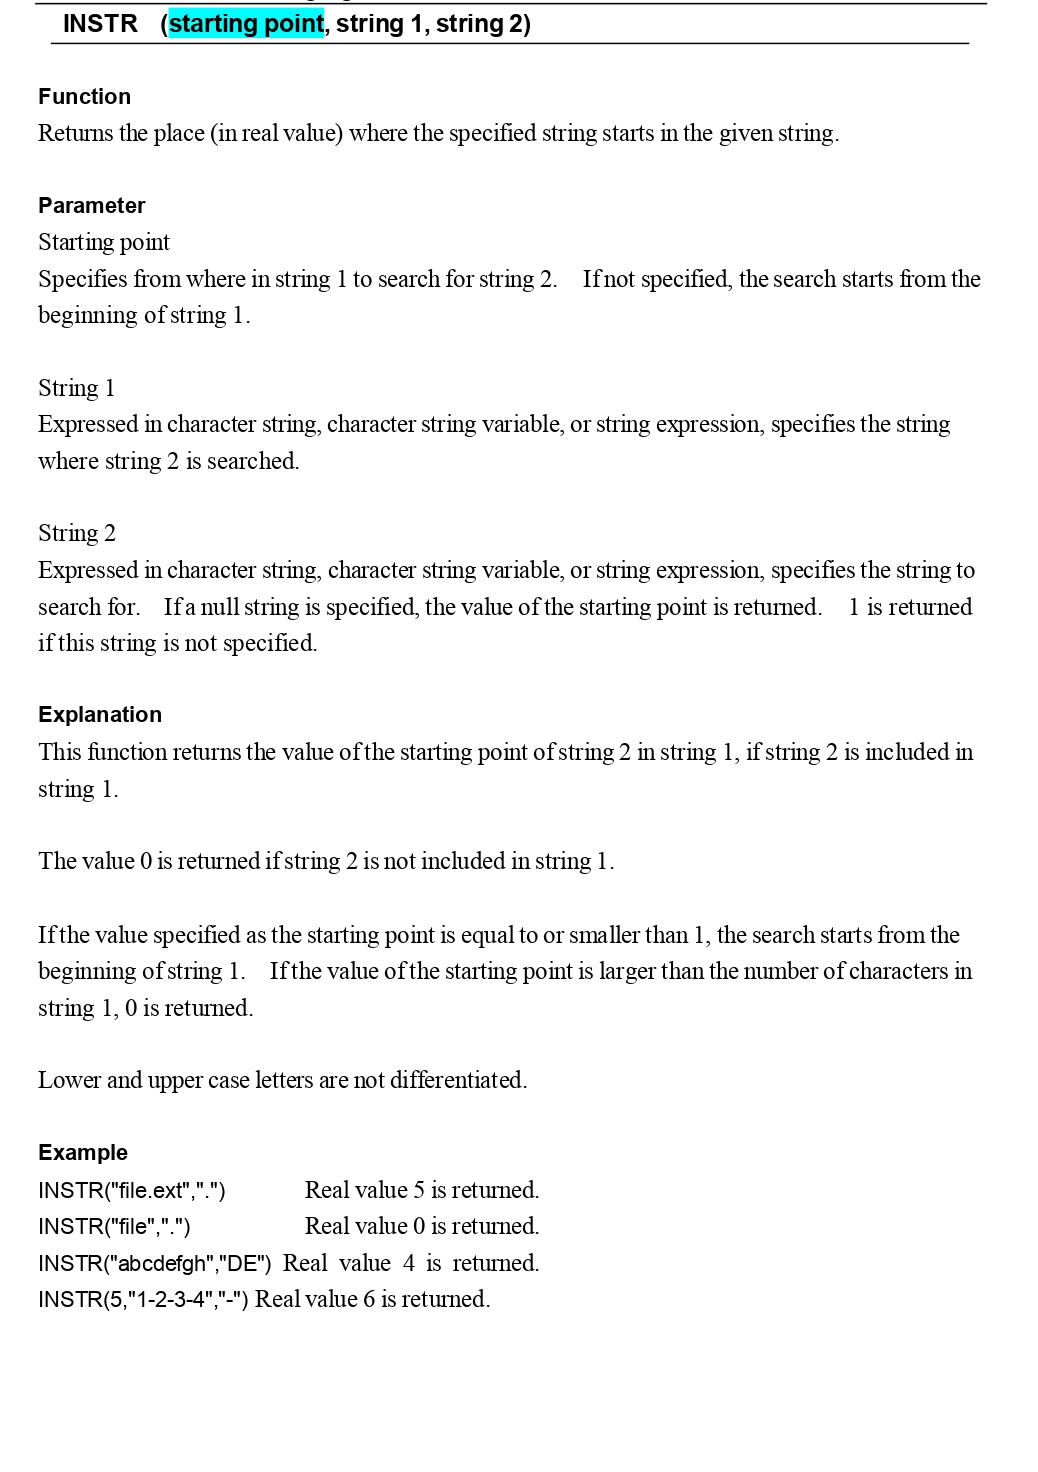 INSTR (starting point, string 1, string 2)
Function
Returns the place (in real value) where the specified string starts in the given string.
Parameter
Starting point
Specifies from where in string 1 to search for string 2. If not specified, the search starts from the
beginning of string 1.
String 1
Expressed in character string, character string variable, or string expression, specifies the string
where string 2 is searched.
String 2
Expressed in character string, character string variable, or string expression, specifies the string to
search for. If a null string is specified, the value of the starting point is returned. 1 is returned
if this string is not specified.
Explanation
This function returns the value of the starting point of string 2 in string 1, if string 2 is included in
string 1.
The value 0 is returned if string 2 is not included in string 1.
If the value specified as the starting point is equal to or smaller than 1, the search starts from the
beginning of string 1. If the value of the starting point is larger than the number of characters in
string 1, 0 is returned.
Lower and upper case letters are not differentiated.
Example
INSTR("file.ext",".") Real value 5 is returned.
INSTR("file",".") Real value 0 is returned.
INSTR("abcdefgh","DE") Real value 4 is returned.
INSTR(5,"1-2-3-4","-") Real value 6 is returned.